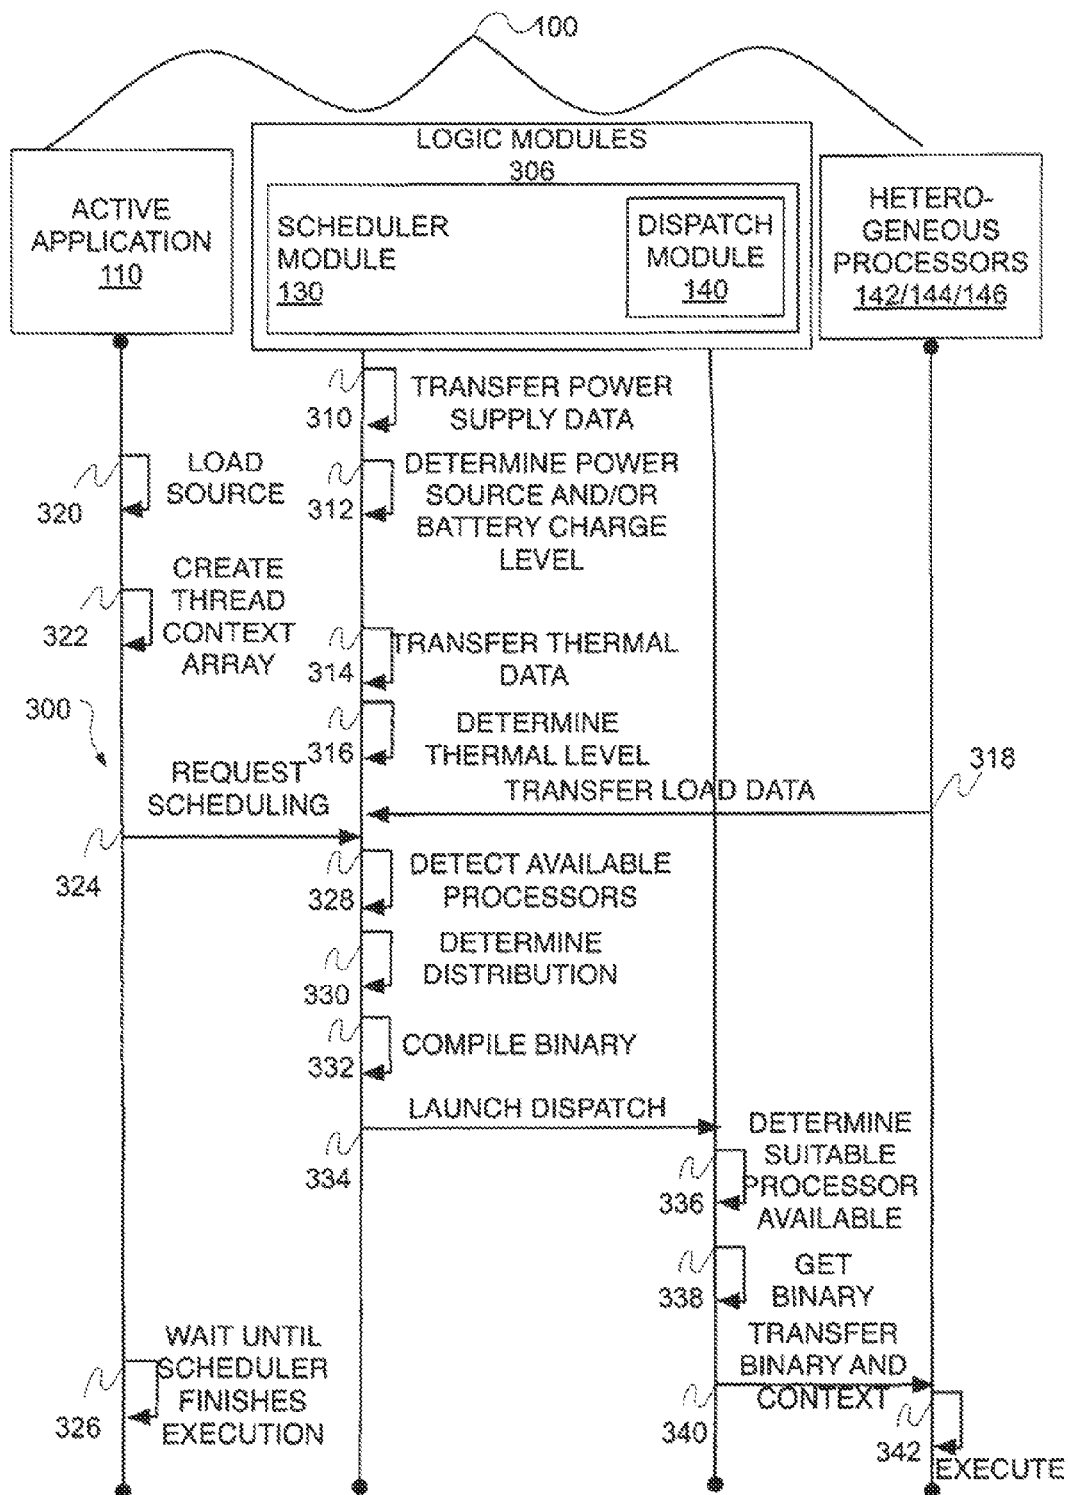 100
LOGIC MODULES
306
ACTIVE
APPLICATION
110
SCHEDULER
MODULE
130
DISPATCH
MODULE
140
HETERO-
GENEOUS
PROCESSORS
142/144/146
310
TRANSFER POWER
SUPPLY DATA
320
LOAD
SOURCE
312
DETERMINE POWER
SOURCE AND/OR
BATTERY CHARGE
LEVEL
322
CREATE
THREAD
CONTEXT
ARRAY
314
TRANSFER THERMAL
DATA
300
316
DETERMINE
THERMAL LEVEL
318
TRANSFER LOAD DATA
REQUEST
SCHEDULING
324
328
DETECT AVAILABLE
PROCESSORS
330
DETERMINE
DISTRIBUTION
332
COMPILE BINARY
LAUNCH DISPATCH
334
336
DETERMINE
SUITABLE
PROCESSOR
AVAILABLE
338
GET
BINARY
TRANSFER
BINARY AND
CONTEXT
340
326
WAIT UNTIL
SCHEDULER
FINISHES
EXECUTION
342
EXECUTE